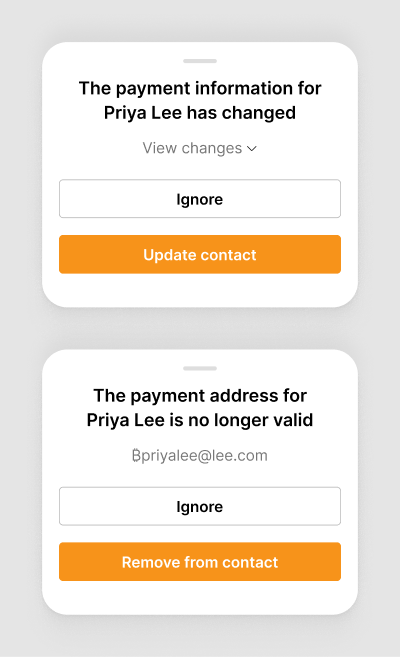 The payment information for
Priya Lee has changed
View changes
Ignore
Update contact
The payment address for
Priya Lee is no longer valid
₿priyalee@lee.com
Ignore
Remove from contact